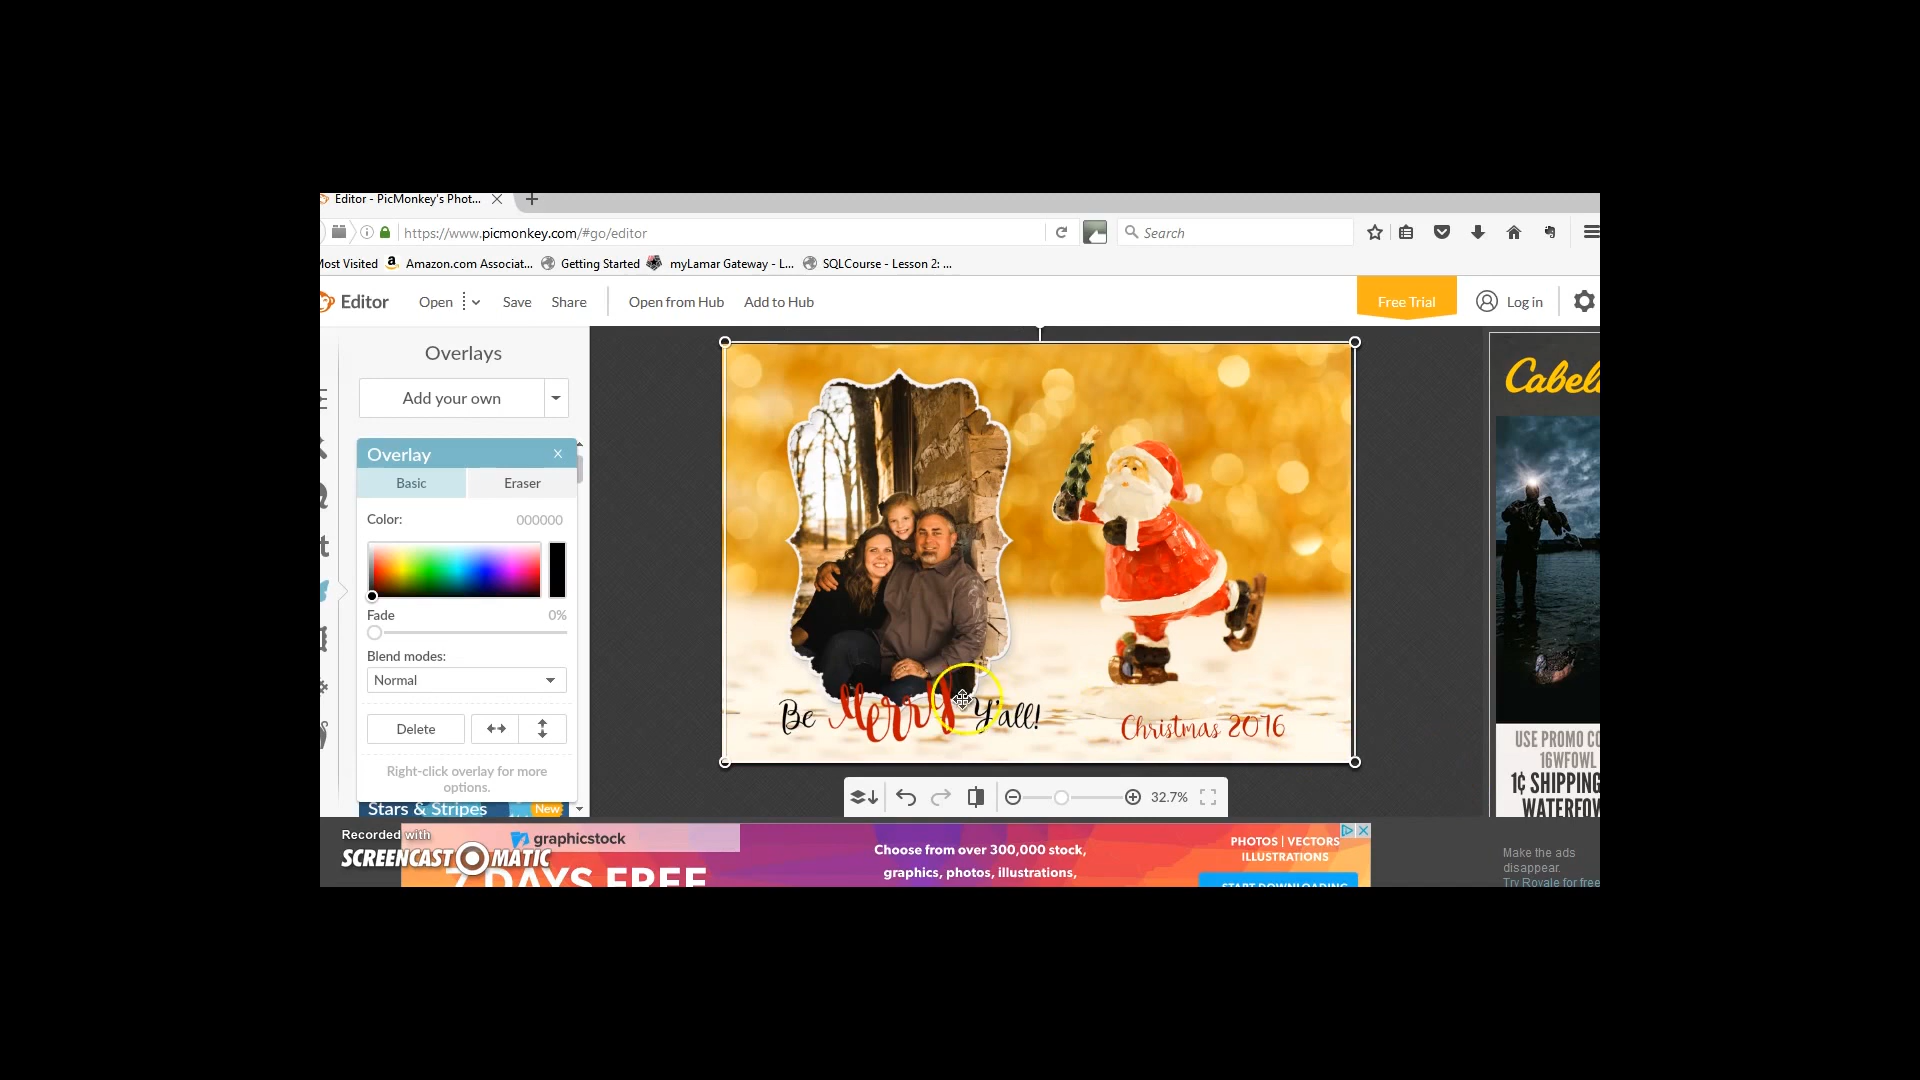 Editor - PicMonkey's Phot...
https://www.picmonkey.com/#go/editor
Search
Most Visited
Amazon.com Associat...
Getting Started
myLamar Gateway - L...
SQLCourse - Lesson 2: ...
Editor
Open
Save
Share
Open from Hub
Add to Hub
Free Trial
Log in
Overlays
Add your own
Overlay
Basic
Eraser
Color:
000000
Fade
0%
Blend modes:
Normal
Delete
Right-click overlay for more
options.
Stars & Stripes
New
Be Merry Y'all!
Christmas 2016
32.7%
Cabel
USE PROMO CO
16WFOWL
1¢ SHIPPING
WATERFOW
Recorded with
SCREENCAST-O-MATIC
graphicstock
7 DAYS FREE
Choose from over 300,000 stock,
graphics, photos, illustrations,
PHOTOS | VECTORS
ILLUSTRATIONS
START DOWNLOADING
Make the ads
disappear.
Try Royale for free